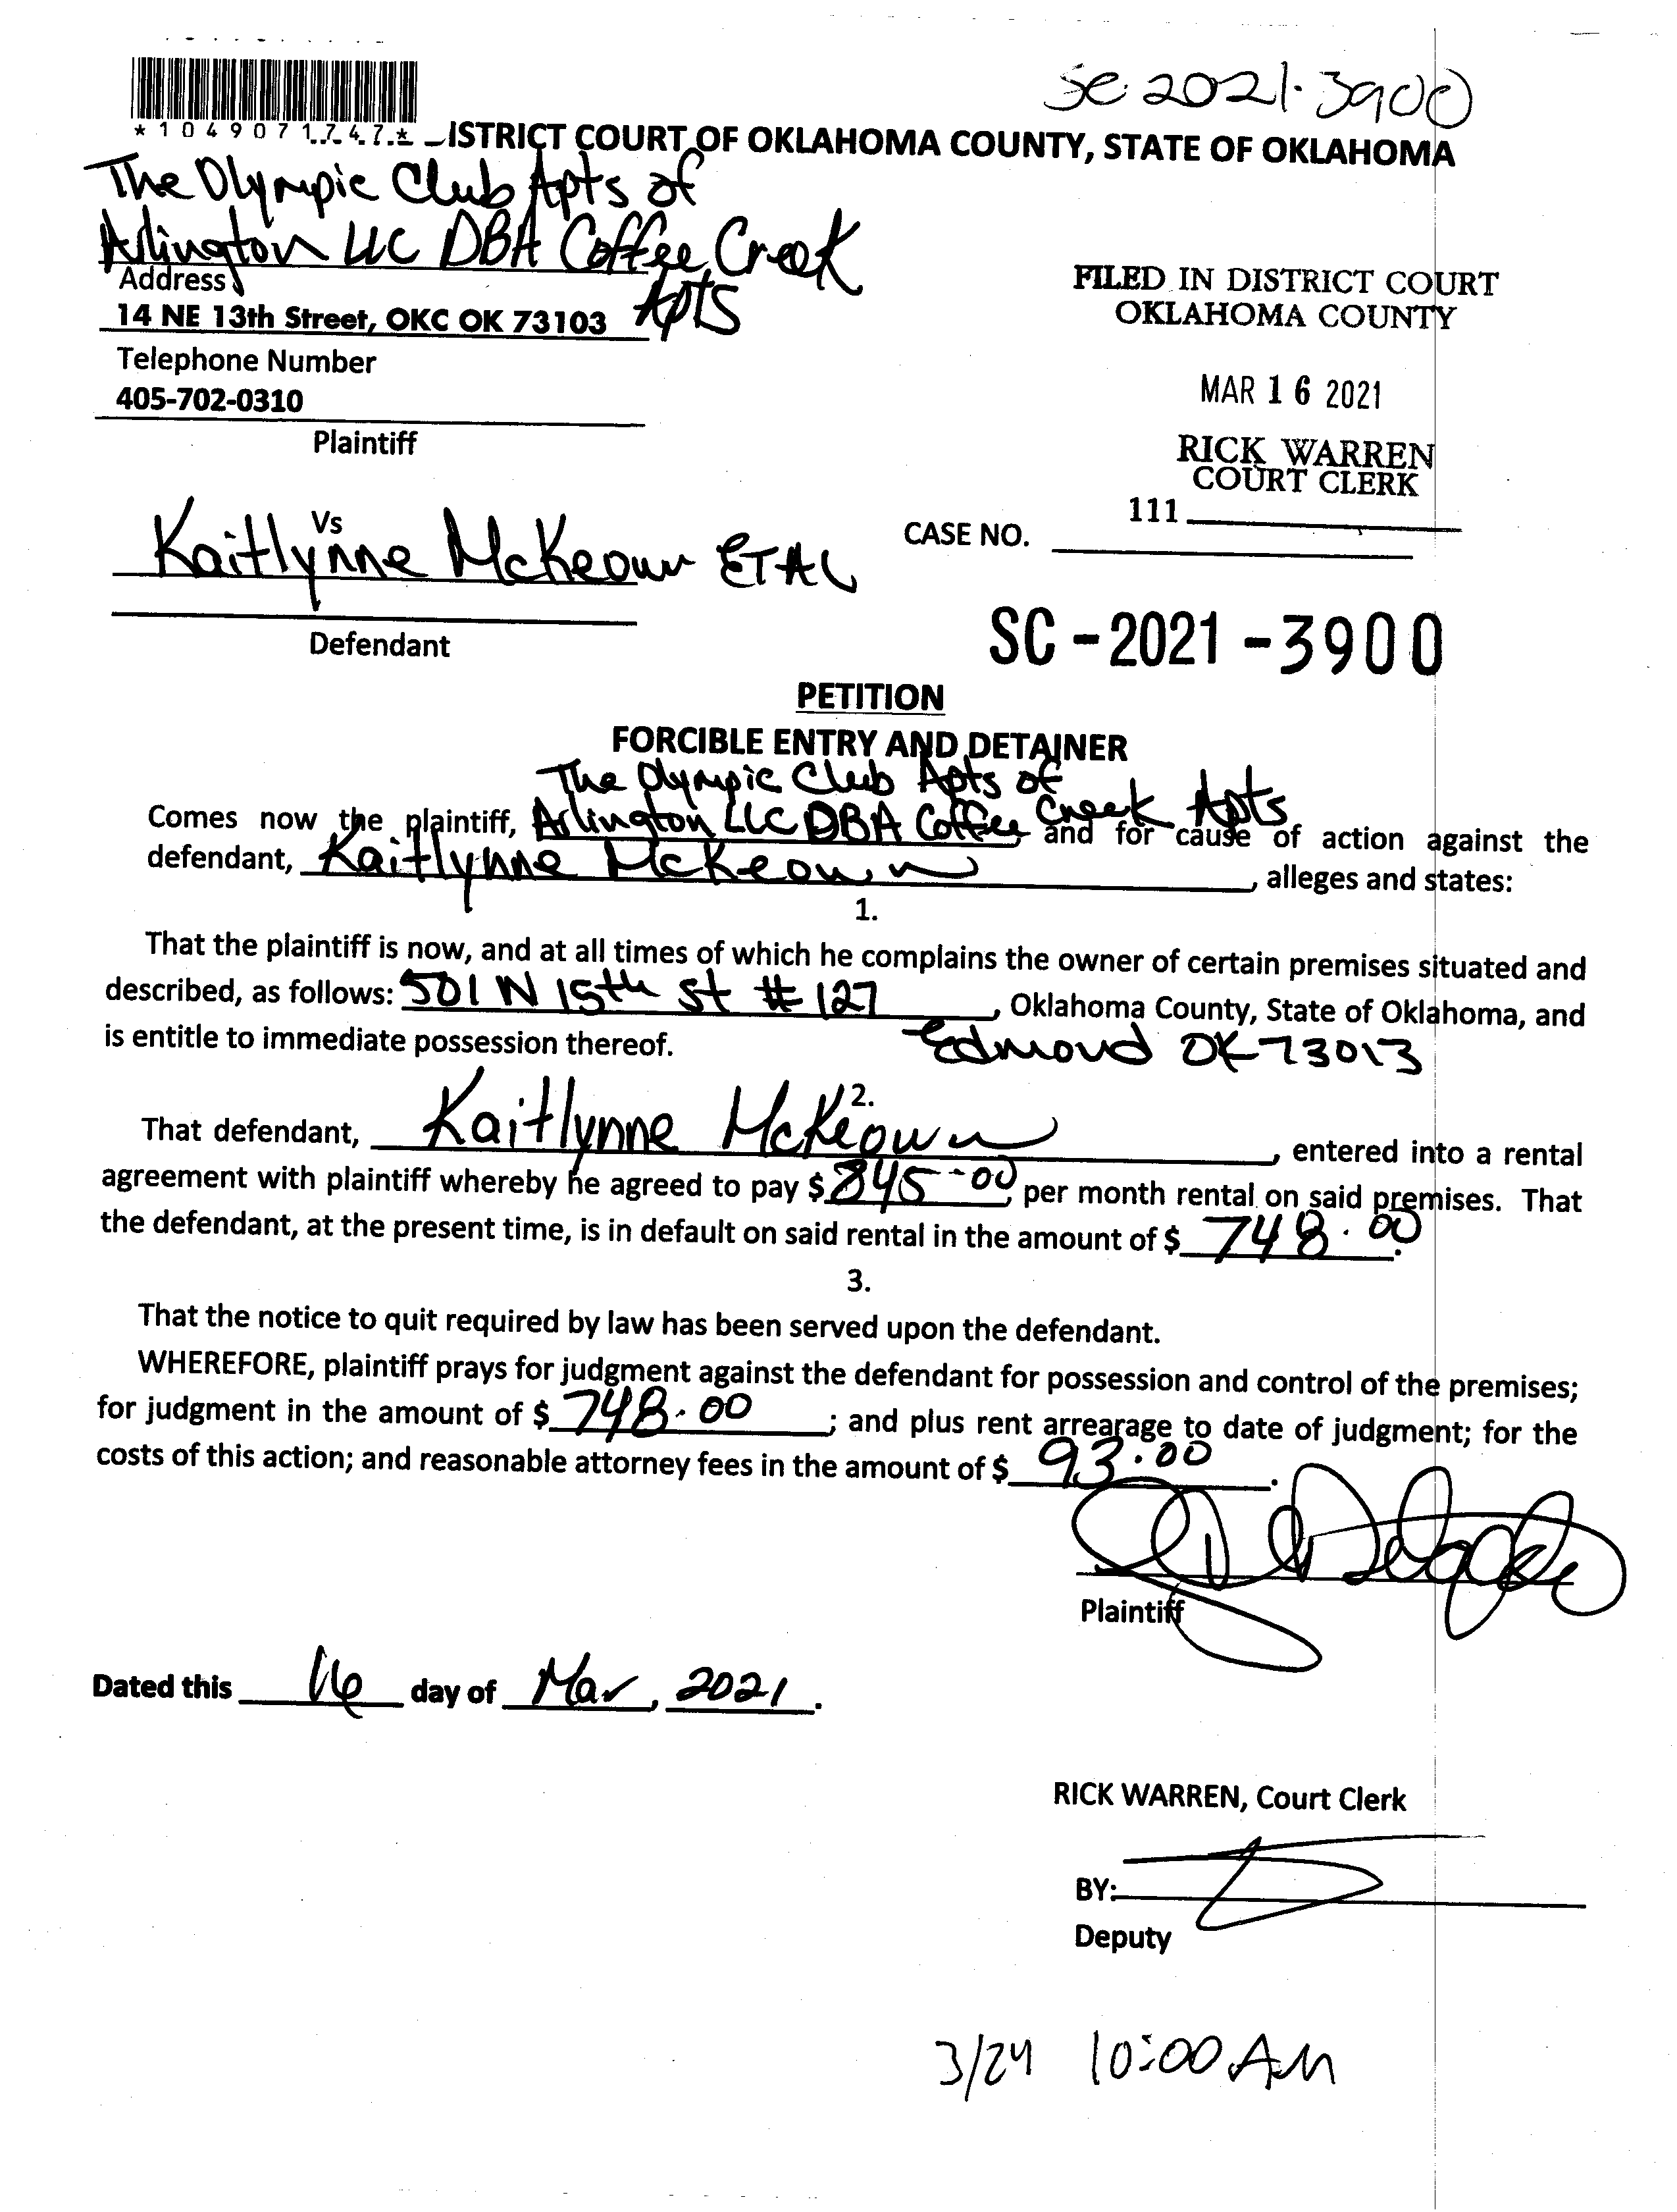 SC-2021-3900
*1049071747*
ISTRICT COURT OF OKLAHOMA COUNTY, STATE OF OKLAHOMA
The Olympic Club Apts of
Arlington LLC DBA Coffee Creek
Apts
Address
14 NE 13th Street, OKC OK 73103
Telephone Number
405-702-0310
Plaintiff
FILED IN DISTRICT COURT
OKLAHOMA COUNTY
MAR 16 2021
RICK WARREN
COURT CLERK
111
Vs
Kaitlynne McKeown ETAL
CASE NO.
Defendant
SC-2021-3900
PETITION
FORCIBLE ENTRY AND DETAINER
The Olympic Club Apts of
Comes now the plaintiff, Arlington LLC DBA Coffee Creek Apts and for cause of action against the
defendant, Kaitlynne McKeown, alleges and states:
1.
That the plaintiff is now, and at all times of which he complains the owner of certain premises situated and
described, as follows: 501 N 15th St #127, Oklahoma County, State of Oklahoma, and
is entitle to immediate possession thereof. Edmond OK 73013
2.
That defendant, Kaitlynne McKeown, entered into a rental
agreement with plaintiff whereby he agreed to pay $845-00, per month rental on said premises. That
the defendant, at the present time, is in default on said rental in the amount of $ 748.00.
3.
That the notice to quit required by law has been served upon the defendant.
WHEREFORE, plaintiff prays for judgment against the defendant for possession and control of the premises;
for judgment in the amount of $ 748.00; and plus rent arrearage to date of judgment; for the
costs of this action; and reasonable attorney fees in the amount of $ 93.00.
Plaintiff
Dated this 16 day of Mar, 2021.
RICK WARREN, Court Clerk
BY:
Deputy
3/24 10:00 AM